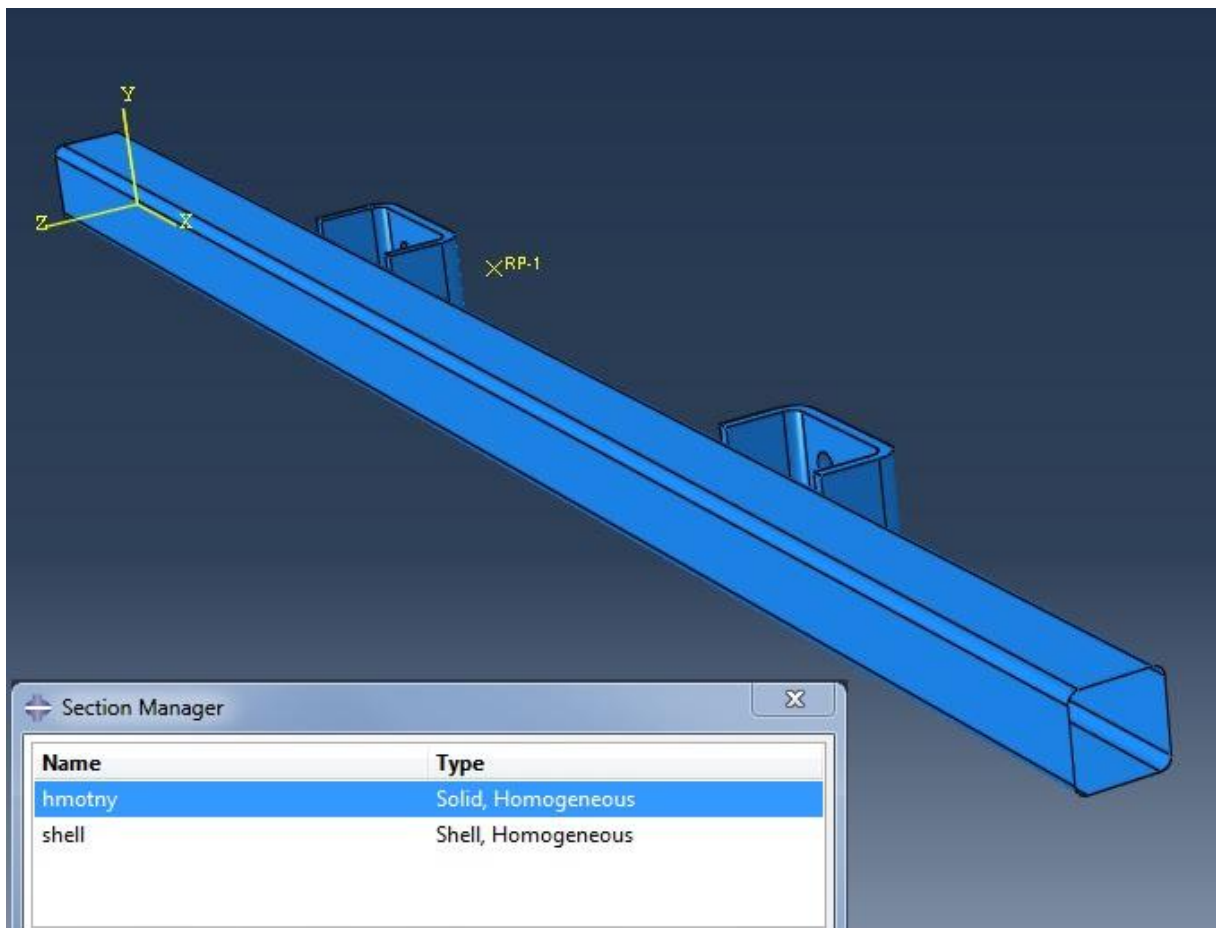 Y
Z
X
RP-1
Section Manager
Name Type
hmotny Solid, Homogeneous
shell Shell, Homogeneous